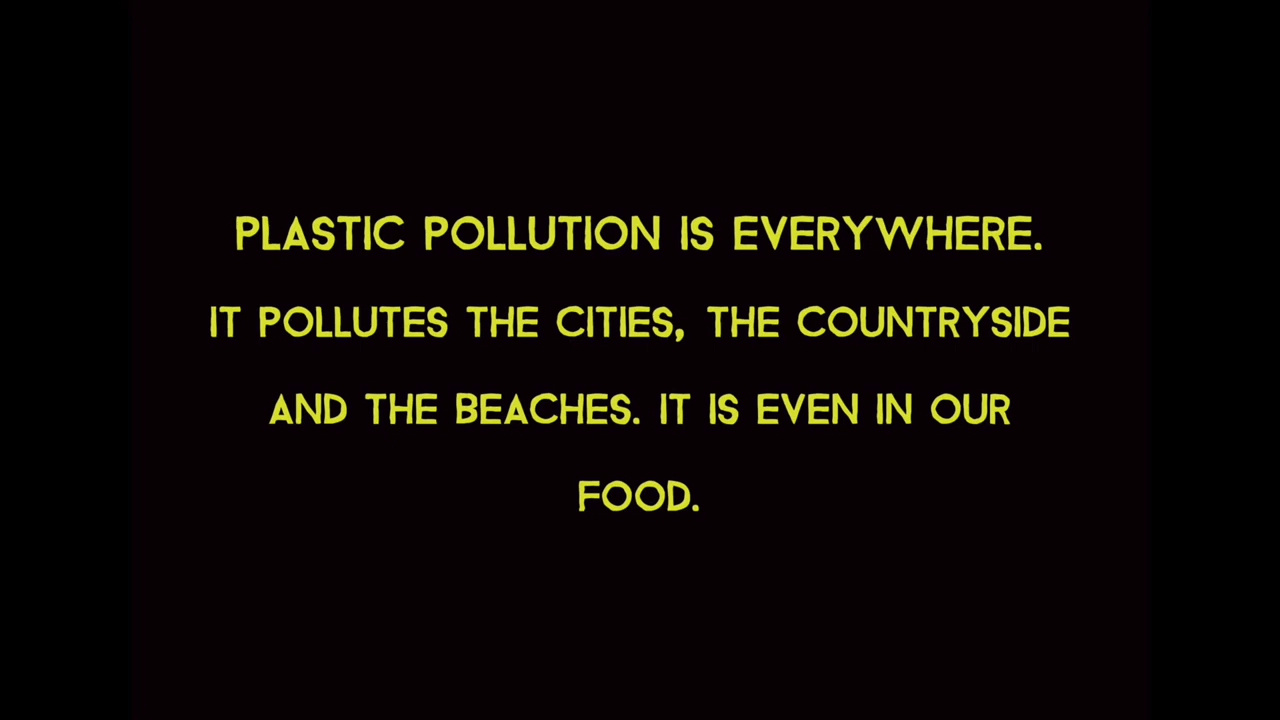 PLASTIC POLLUTION IS EVERYWHERE.
IT POLLUTES THE CITIES, THE COUNTRYSIDE
AND THE BEACHES. IT IS EVEN IN OUR
FOOD.